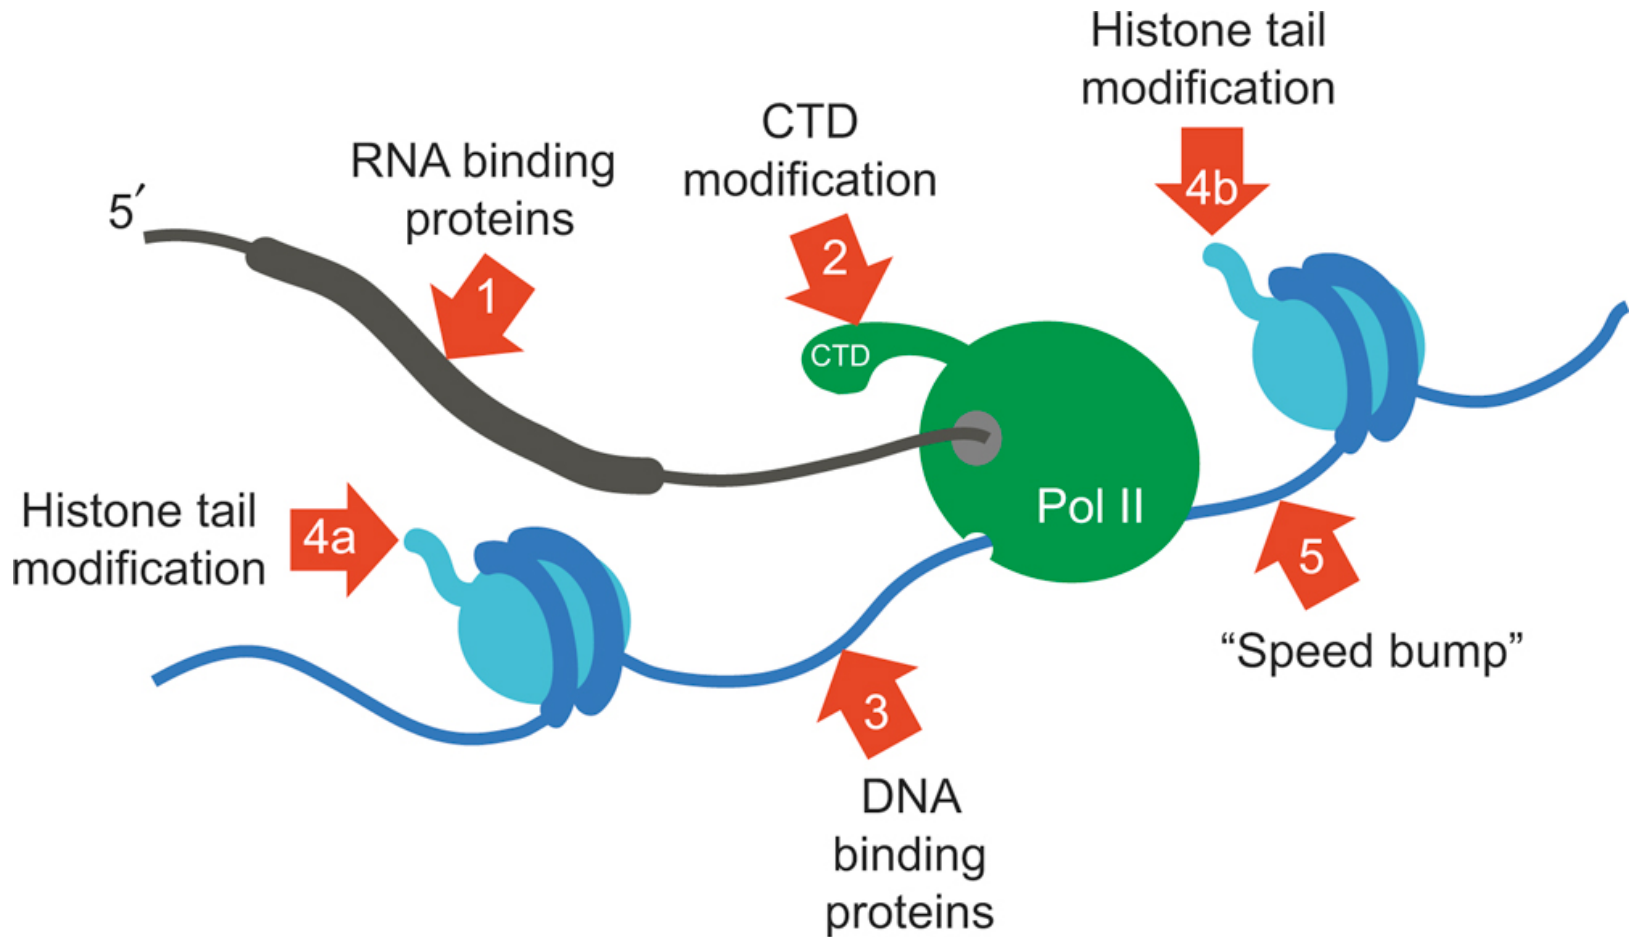 Histone tail
modification
4b
CTD
modification
2
RNA binding
proteins
1
5′
CTD
Pol II
Histone tail
modification
4a
5
“Speed bump”
3
DNA
binding
proteins